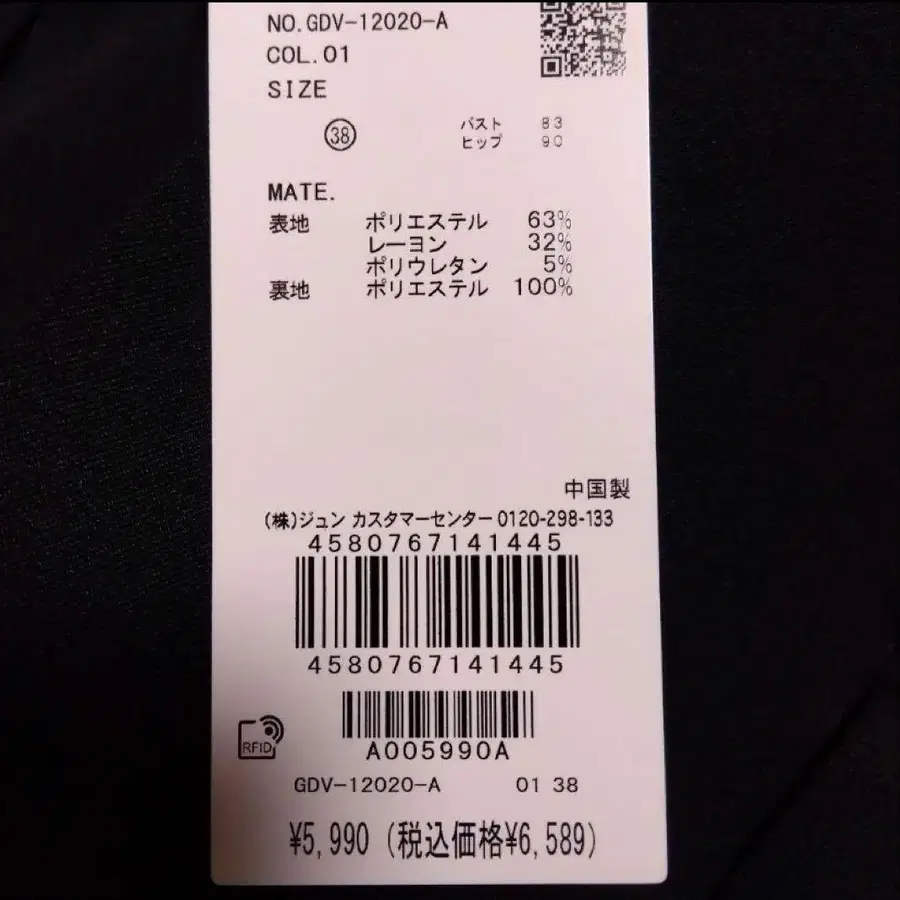 NO.GDV-12020-A
COL.01
SIZE
38 バスト 83
ヒップ 90
MATE.
表地 ポリエステル 63%
レーヨン 32%
ポリウレタン 5%
裏地 ポリエステル 100%
中国製
(株)ジュン カスタマーセンター 0120-298-133
4580767141445
4580767141445
A005990A
RFID
GDV-12020-A 01 38
¥5,990 (税込価格¥6,589)